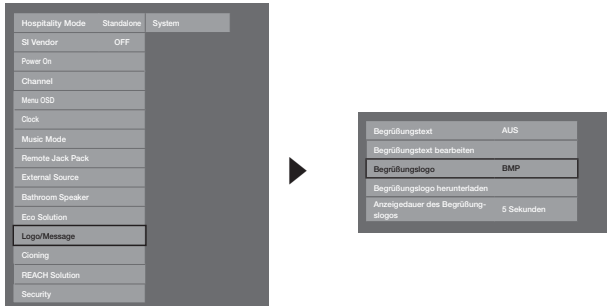 Hospitality Mode Standalone System
SI Vendor OFF
Power On
Channel
Menu OSD
Clock
Music Mode
Remote Jack Pack
External Source
Bathroom Speaker
Eco Solution
Logo/Message
Cloning
REACH Solution
Security
Begrüßungstext AUS
Begrüßungstext bearbeiten
Begrüßungslogo BMP
Begrüßungslogo herunterladen
Anzeigedauer des Begrüßung-
slogos 5 Sekunden